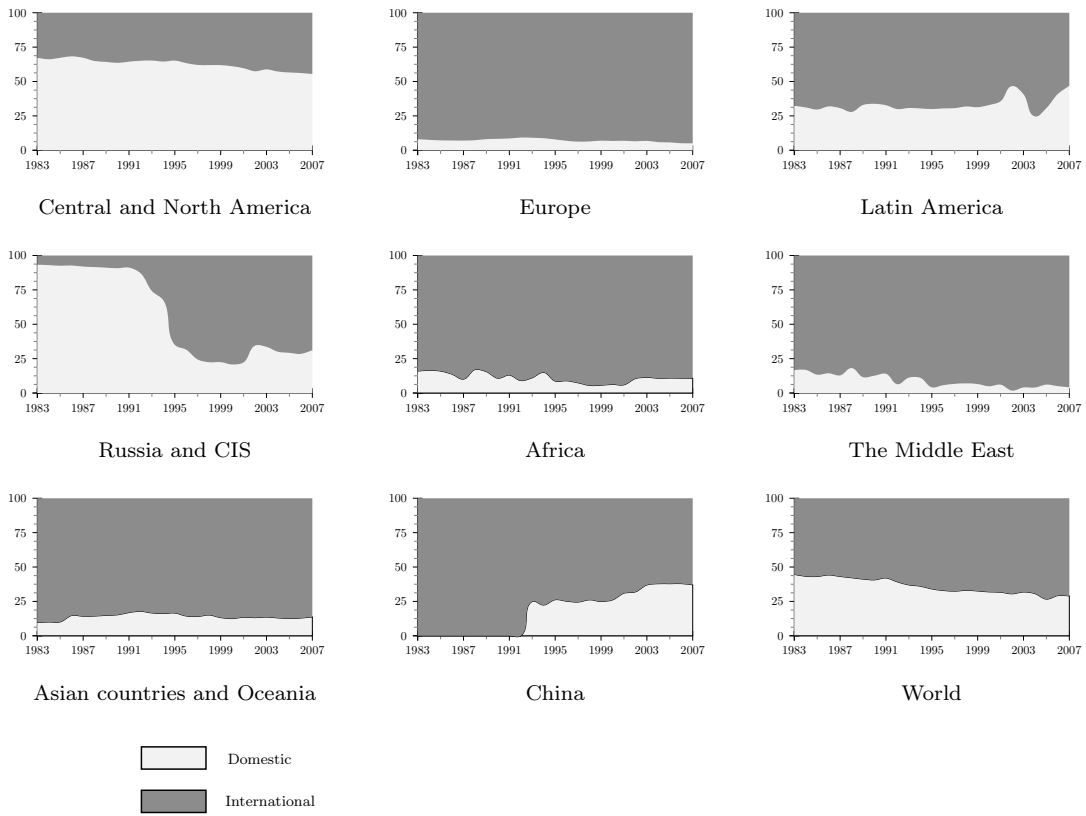 100 100 100
75 75 75
50 50 50
25 25 25
0 0 0
1983 1987 1991 1995 1999 2003 2007 1983 1987 1991 1995 1999 2003 2007 1983 1987 1991 1995 1999 2003 2007
Central and North America Europe Latin America
100 100 100
75 75 75
50 50 50
25 25 25
0 0 0
1983 1987 1991 1995 1999 2003 2007 1983 1987 1991 1995 1999 2003 2007 1983 1987 1991 1995 1999 2003 2007
Russia and CIS Africa The Middle East
100 100 100
75 75 75
50 50 50
25 25 25
0 0 0
1983 1987 1991 1995 1999 2003 2007 1983 1987 1991 1995 1999 2003 2007 1983 1987 1991 1995 1999 2003 2007
Asian countries and Oceania China World
Domestic
International